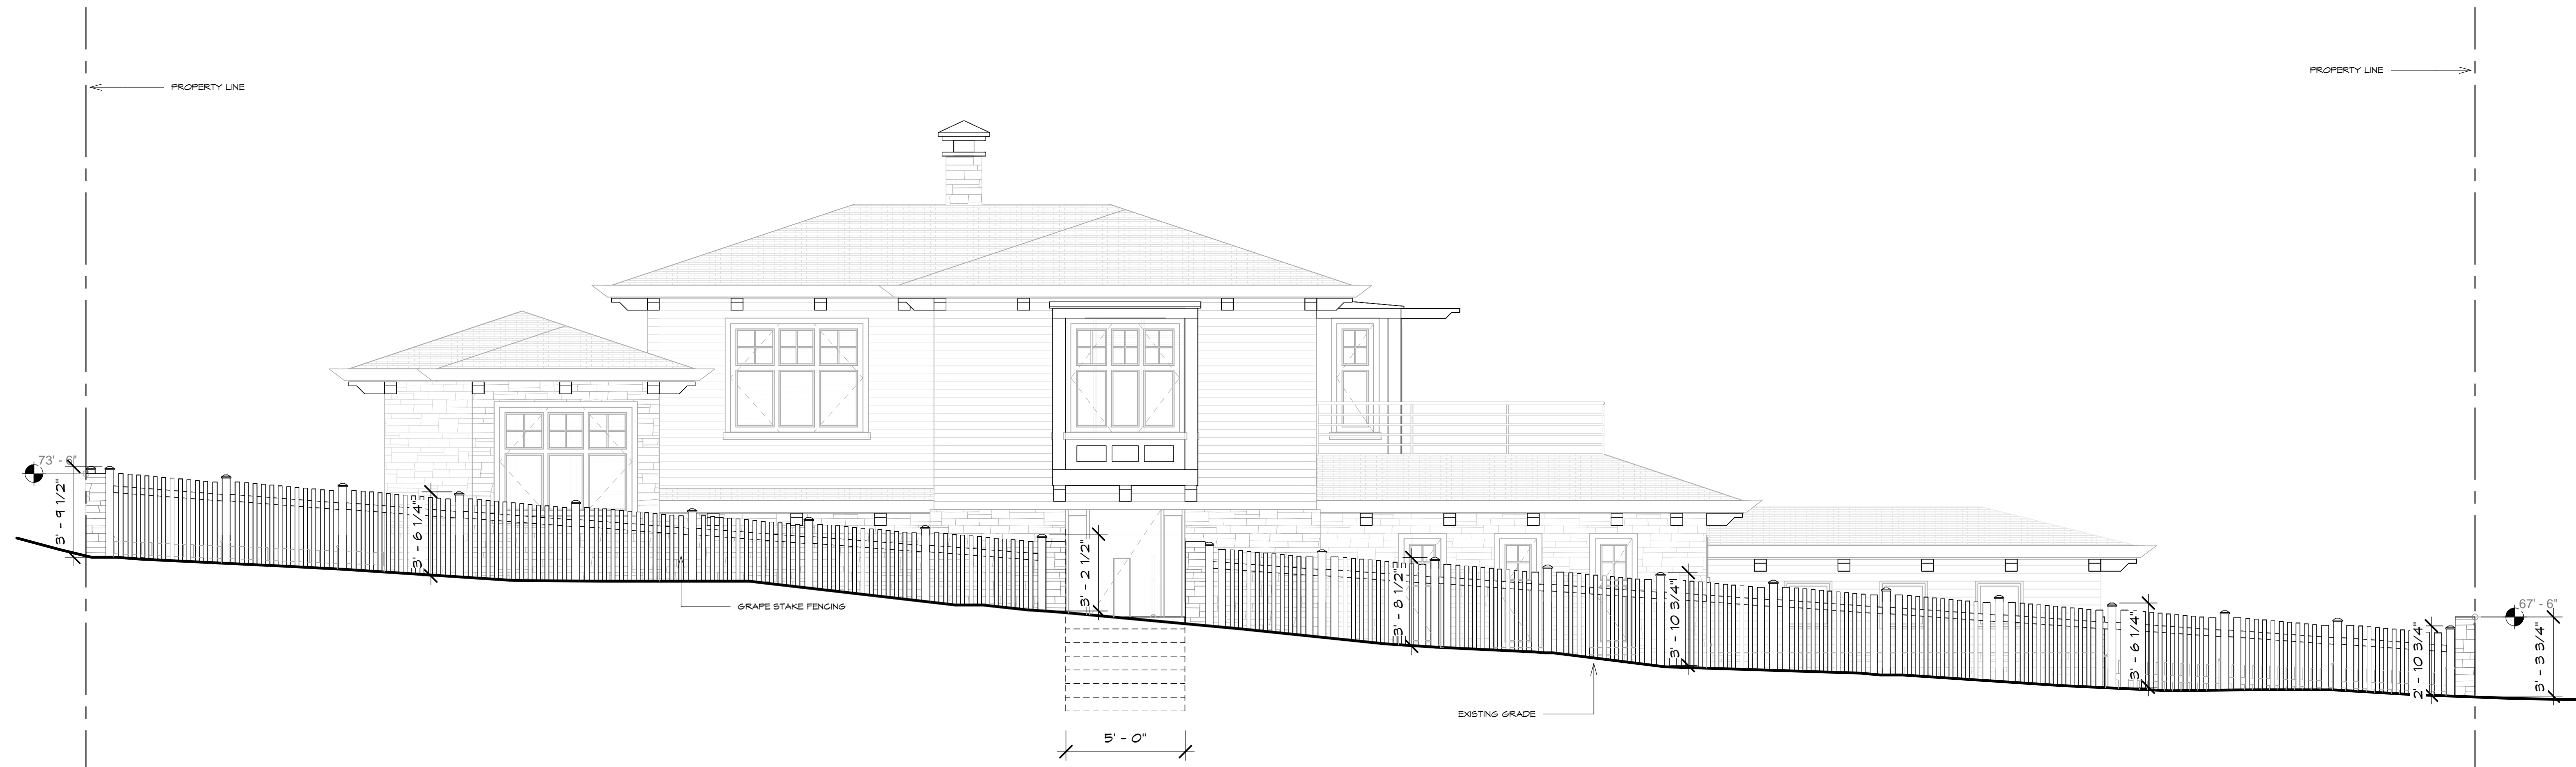 PROPERTY LINE
PROPERTY LINE
73' - 6"
3' - 9 1/2"
3' - 6 1/4"
3' - 2 1/2"
3' - 8 1/2"
3' - 10 3/4"
3' - 6 1/4"
2' - 10 3/4"
67' - 6"
3' - 3 3/4"
GRAPE STAKE FENCING
EXISTING GRADE
5' - 0"